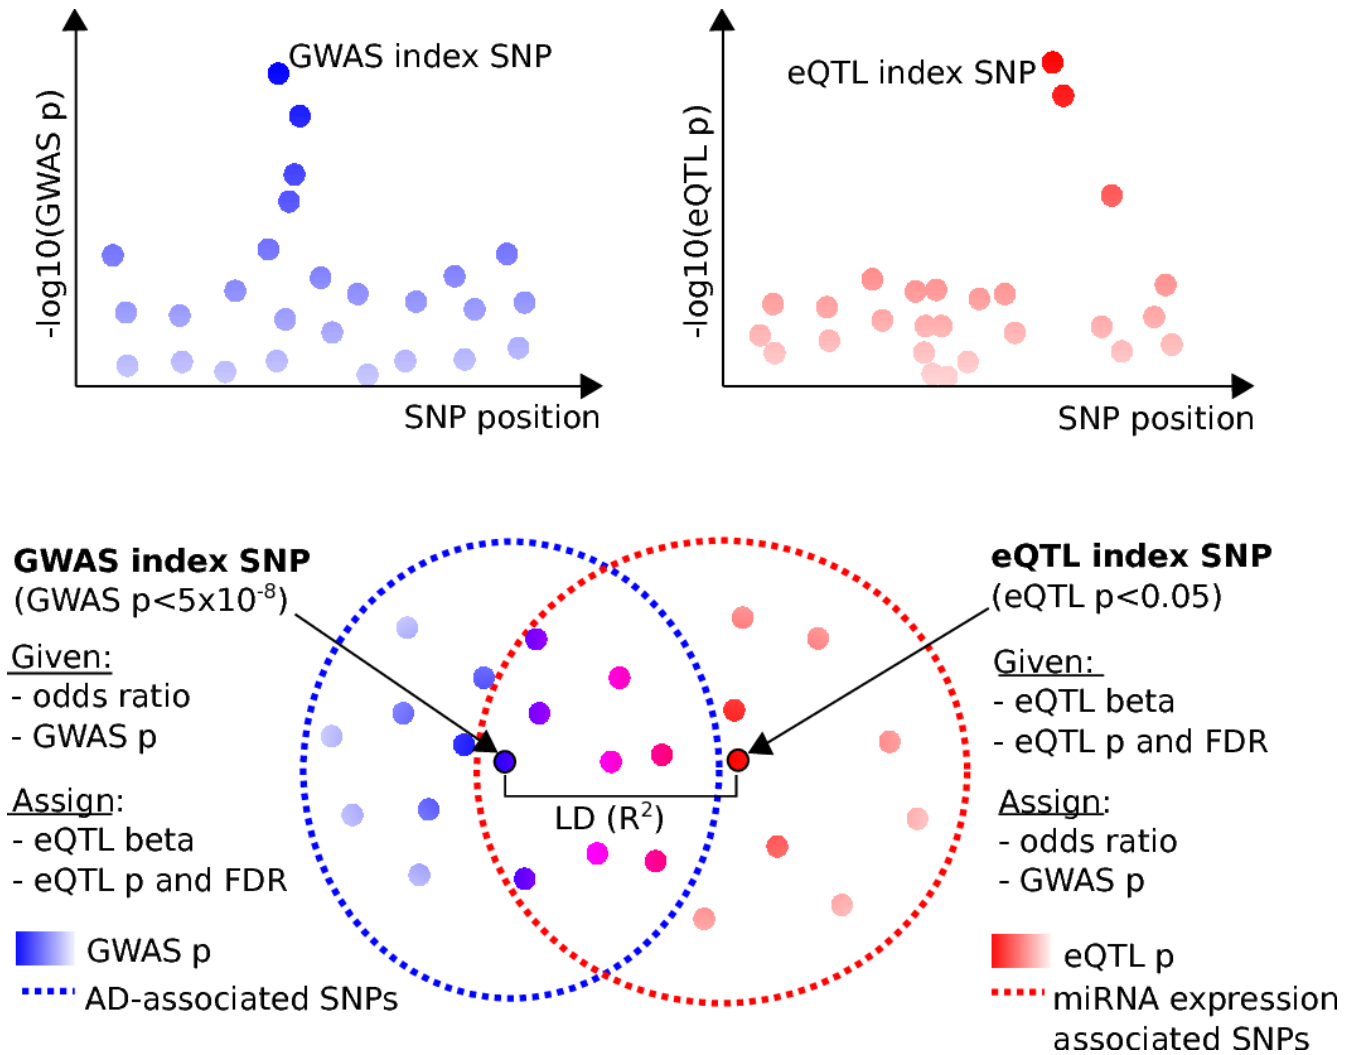 GWAS index SNP
-log10(GWAS p)
SNP position
eQTL index SNP
-log10(eQTL p)
SNP position
GWAS index SNP
(GWAS p<5x10⁻⁸)
Given:
- odds ratio
- GWAS p
Assign:
- eQTL beta
- eQTL p and FDR
GWAS p
AD-associated SNPs
LD (R²)
eQTL index SNP
(eQTL p<0.05)
Given:
- eQTL beta
- eQTL p and FDR
Assign:
- odds ratio
- GWAS p
eQTL p
miRNA expression
associated SNPs